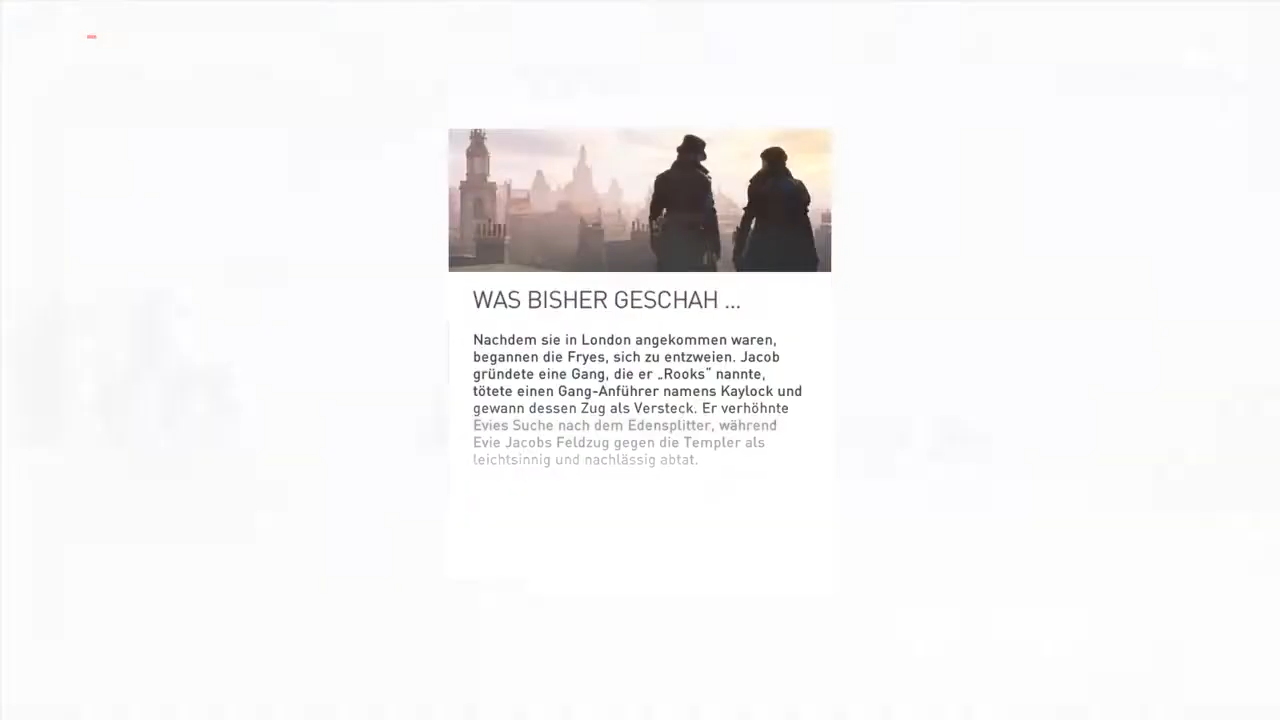 WAS BISHER GESCHAH ...
Nachdem sie in London angekommen waren,
begannen die Fryes, sich zu entzweien. Jacob
gründete eine Gang, die er „Rooks“ nannte,
tötete einen Gang-Anführer namens Kaylock und
gewann dessen Zug als Versteck. Er verhöhnte
Evies Suche nach dem Edensplitter, während
Evie Jacobs Feldzug gegen die Templer als
leichtsinnig und nachlässig abtat.